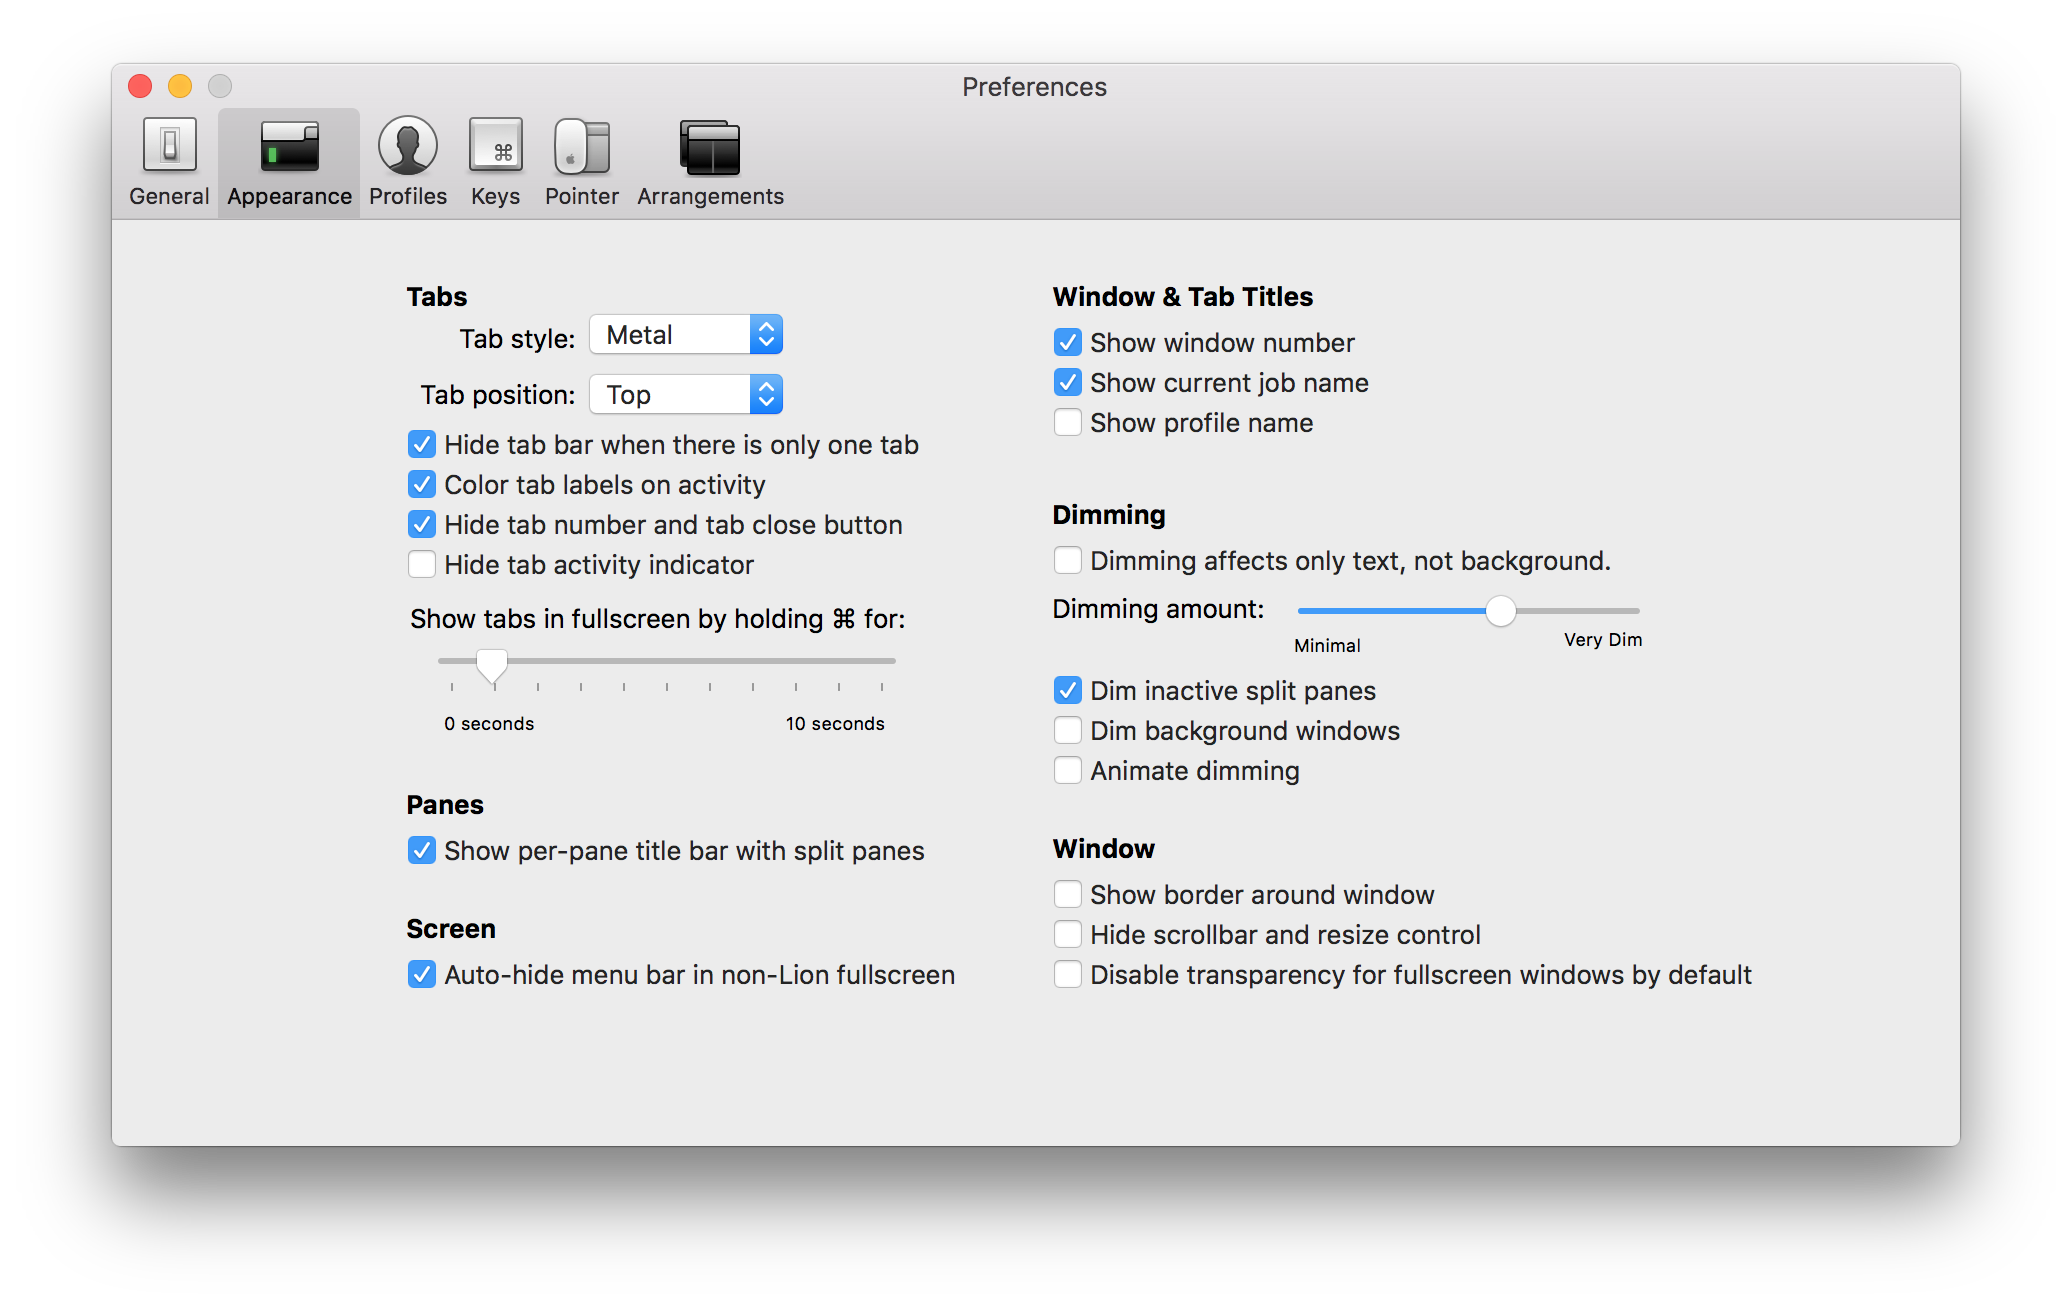 Preferences
General
Appearance
Profiles
Keys
Pointer
Arrangements
Tabs
Tab style:
Metal
Tab position:
Top
Hide tab bar when there is only one tab
Color tab labels on activity
Hide tab number and tab close button
Hide tab activity indicator
Show tabs in fullscreen by holding ⌘ for:
0 seconds
10 seconds
Panes
Show per-pane title bar with split panes
Screen
Auto-hide menu bar in non-Lion fullscreen
Window & Tab Titles
Show window number
Show current job name
Show profile name
Dimming
Dimming affects only text, not background.
Dimming amount:
Minimal
Very Dim
Dim inactive split panes
Dim background windows
Animate dimming
Window
Show border around window
Hide scrollbar and resize control
Disable transparency for fullscreen windows by default